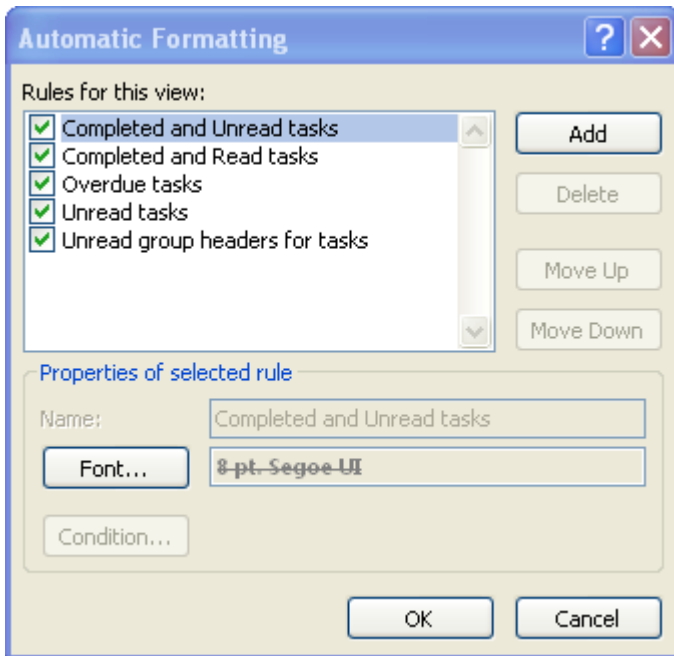 Automatic Formatting
Rules for this view:
Completed and Unread tasks
Completed and Read tasks
Overdue tasks
Unread tasks
Unread group headers for tasks
Add
Delete
Move Up
Move Down
Properties of selected rule
Name:
Completed and Unread tasks
Font...
8 pt. Segoe UI
Condition...
OK
Cancel